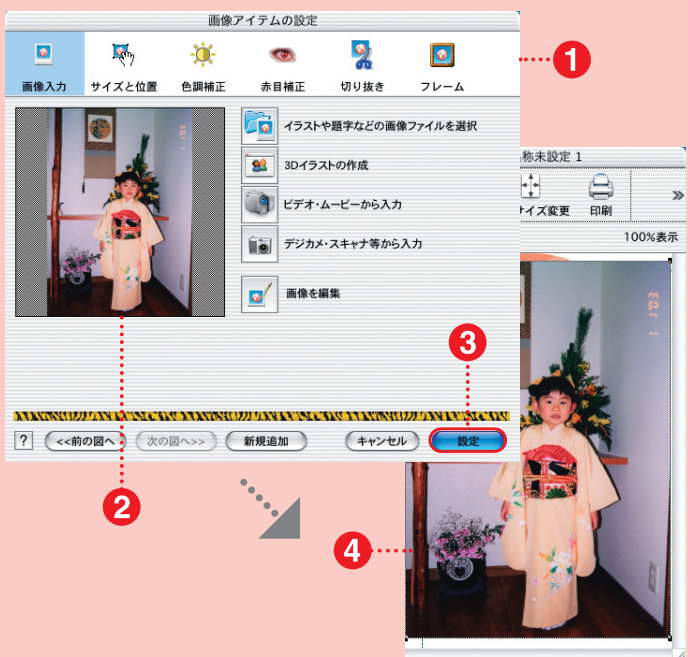 画像アイテムの設定
画像入力 サイズと位置 色調補正 赤目補正 切り抜き フレーム
1
イラストや題字などの画像ファイルを選択
3Dイラストの作成
ビデオ・ムービーから入力
デジカメ・スキャナ等から入力
画像を編集
3
? <<前の図へ 次の図へ>> 新規追加 キャンセル 設定
2
称未設定 1
サイズ変更 印刷
100%表示
4